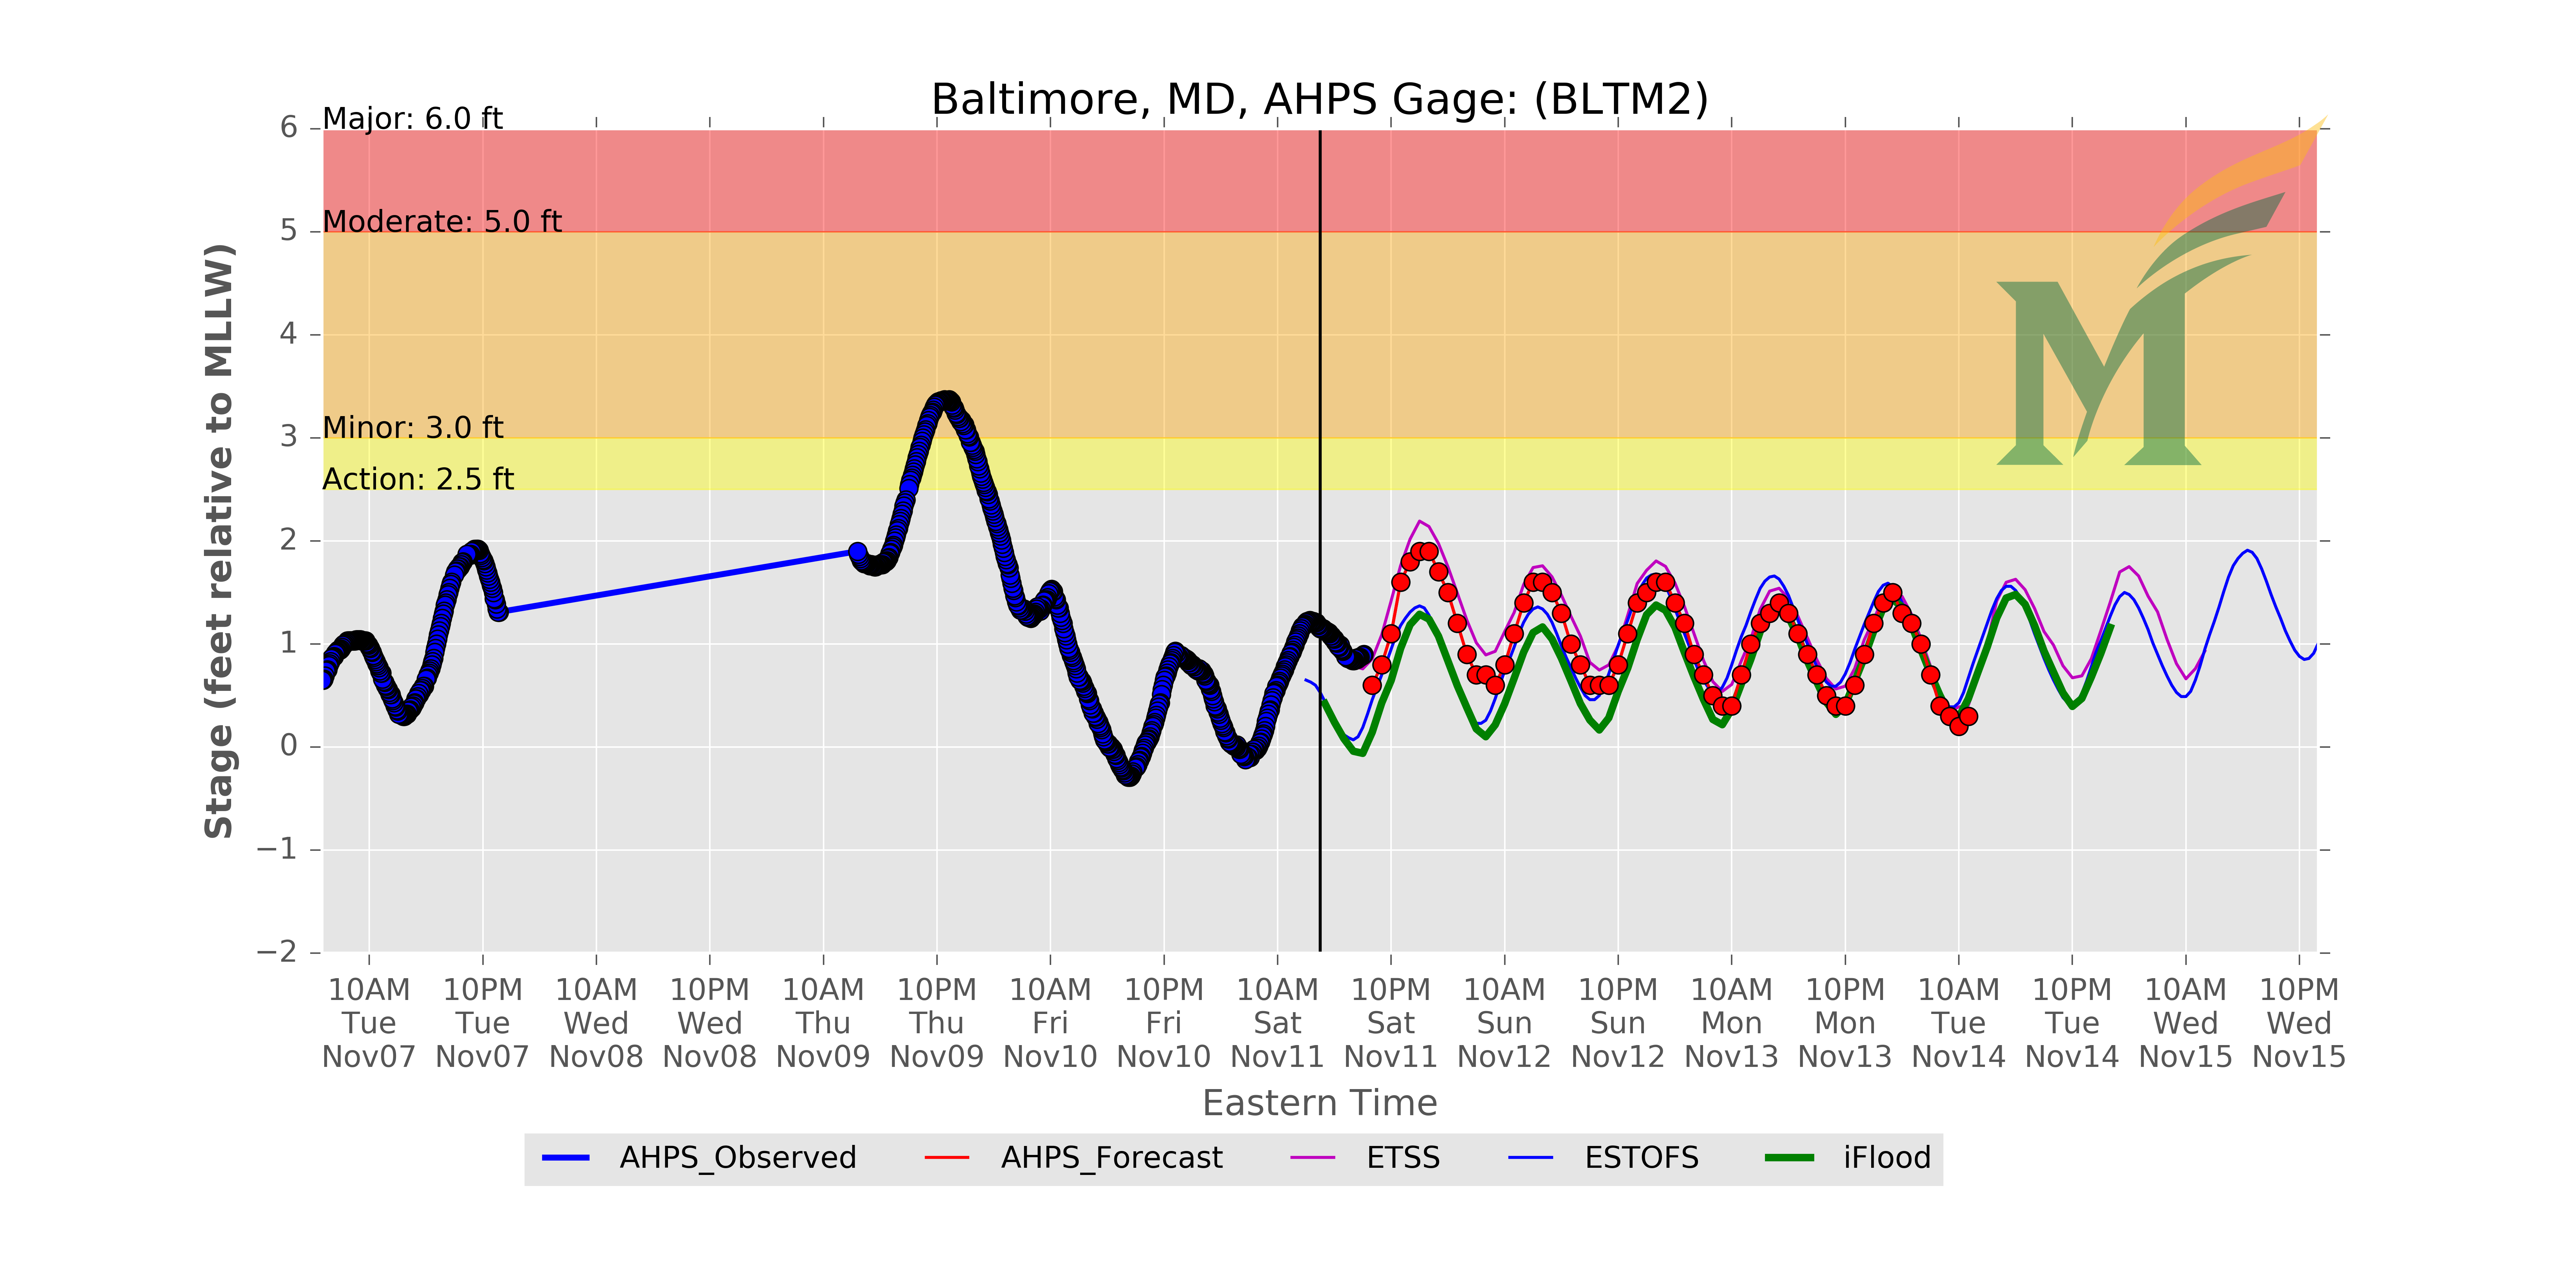 Baltimore, MD, AHPS Gage: (BLTM2)
Major: 6.0 ft
Moderate: 5.0 ft
Minor: 3.0 ft
Action: 2.5 ft
Stage (feet relative to MLLW)
6
5
4
3
2
1
0
−1
−2
10AM 10PM 10AM 10PM 10AM 10PM 10AM 10PM 10AM 10PM 10AM 10PM 10AM 10PM 10AM 10PM 10AM 10PM
Tue Tue Wed Wed Thu Thu Fri Fri Sat Sat Sun Sun Mon Mon Tue Tue Wed Wed
Nov07 Nov07 Nov08 Nov08 Nov09 Nov09 Nov10 Nov10 Nov11 Nov11 Nov12 Nov12 Nov13 Nov13 Nov14 Nov14 Nov15 Nov15
Eastern Time
AHPS_Observed AHPS_Forecast ETSS ESTOFS iFlood
M